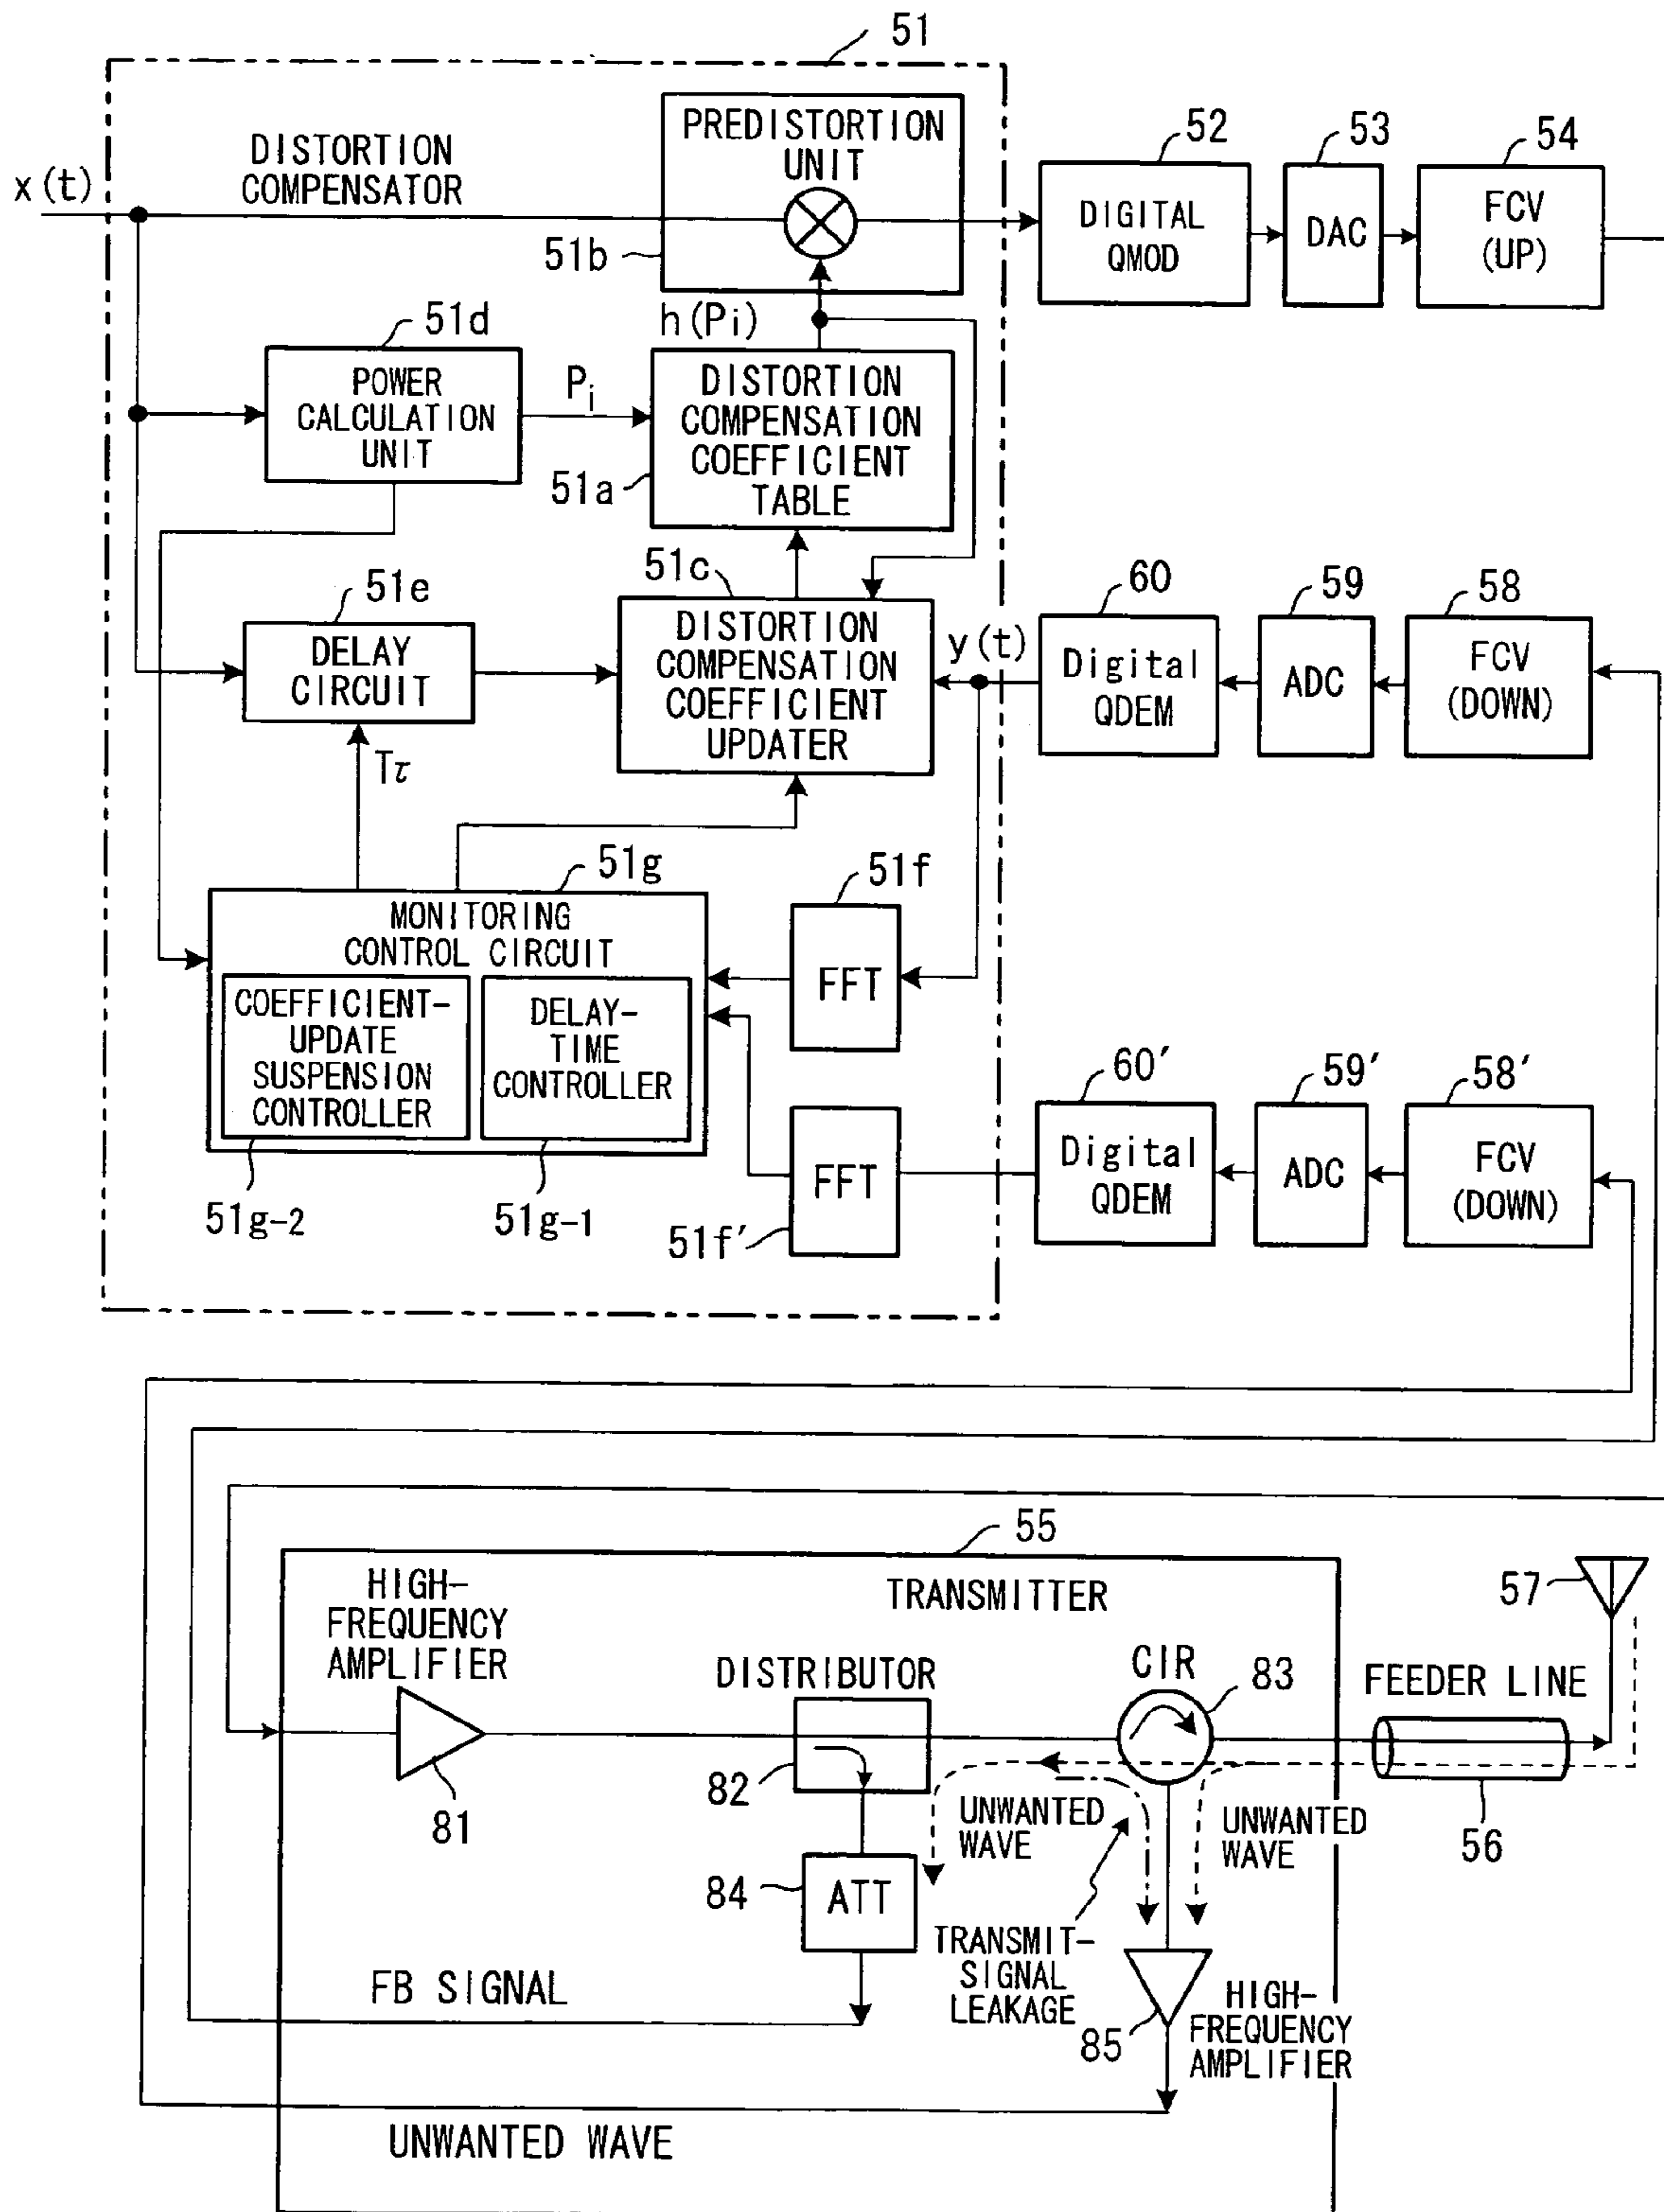 51
x(t)
DISTORTION
COMPENSATOR
PREDISTORTION
UNIT
51b
52
DIGITAL
QMOD
53
DAC
54
FCV
(UP)
h(Pi)
51d
POWER
CALCULATION
UNIT
Pi
DISTORTION
COMPENSATION
COEFFICIENT
TABLE
51a
51c
51e
DELAY
CIRCUIT
DISTORTION
COMPENSATION
COEFFICIENT
UPDATER
y(t)
60
Digital
QDEM
59
ADC
58
FCV
(DOWN)
Tτ
51g
MONITORING
CONTROL CIRCUIT
COEFFICIENT-
UPDATE
SUSPENSION
CONTROLLER
DELAY-
TIME
CONTROLLER
51g-2
51g-1
51f
FFT
FFT
51f′
60′
Digital
QDEM
59′
ADC
58′
FCV
(DOWN)
55
TRANSMITTER
HIGH-
FREQUENCY
AMPLIFIER
81
DISTRIBUTOR
82
CIR
83
57
FEEDER LINE
56
UNWANTED
WAVE
UNWANTED
WAVE
84
ATT
TRANSMIT-
SIGNAL
LEAKAGE
85
HIGH-
FREQUENCY
AMPLIFIER
FB SIGNAL
UNWANTED WAVE